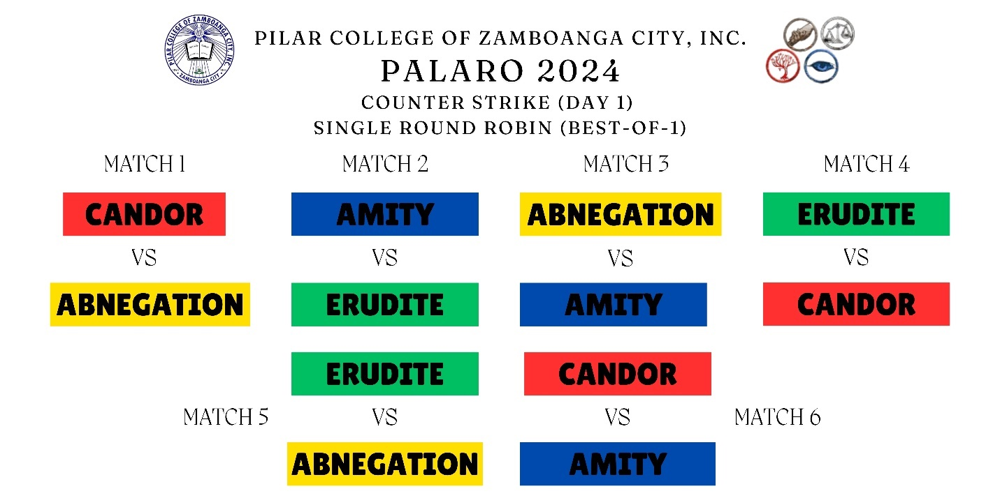 PILAR COLLEGE OF ZAMBOANGA CITY, INC.
PILAR COLLEGE OF ZAMBOANGA CITY, INC.
PALARO 2024
COUNTER STRIKE (DAY 1)
SINGLE ROUND ROBIN (BEST-OF-1)
MATCH 1
MATCH 2
MATCH 3
MATCH 4
CANDOR
AMITY
ABNEGATION
ERUDITE
VS
VS
VS
VS
ABNEGATION
ERUDITE
AMITY
CANDOR
ERUDITE
CANDOR
MATCH 5
VS
VS
MATCH 6
ABNEGATION
AMITY